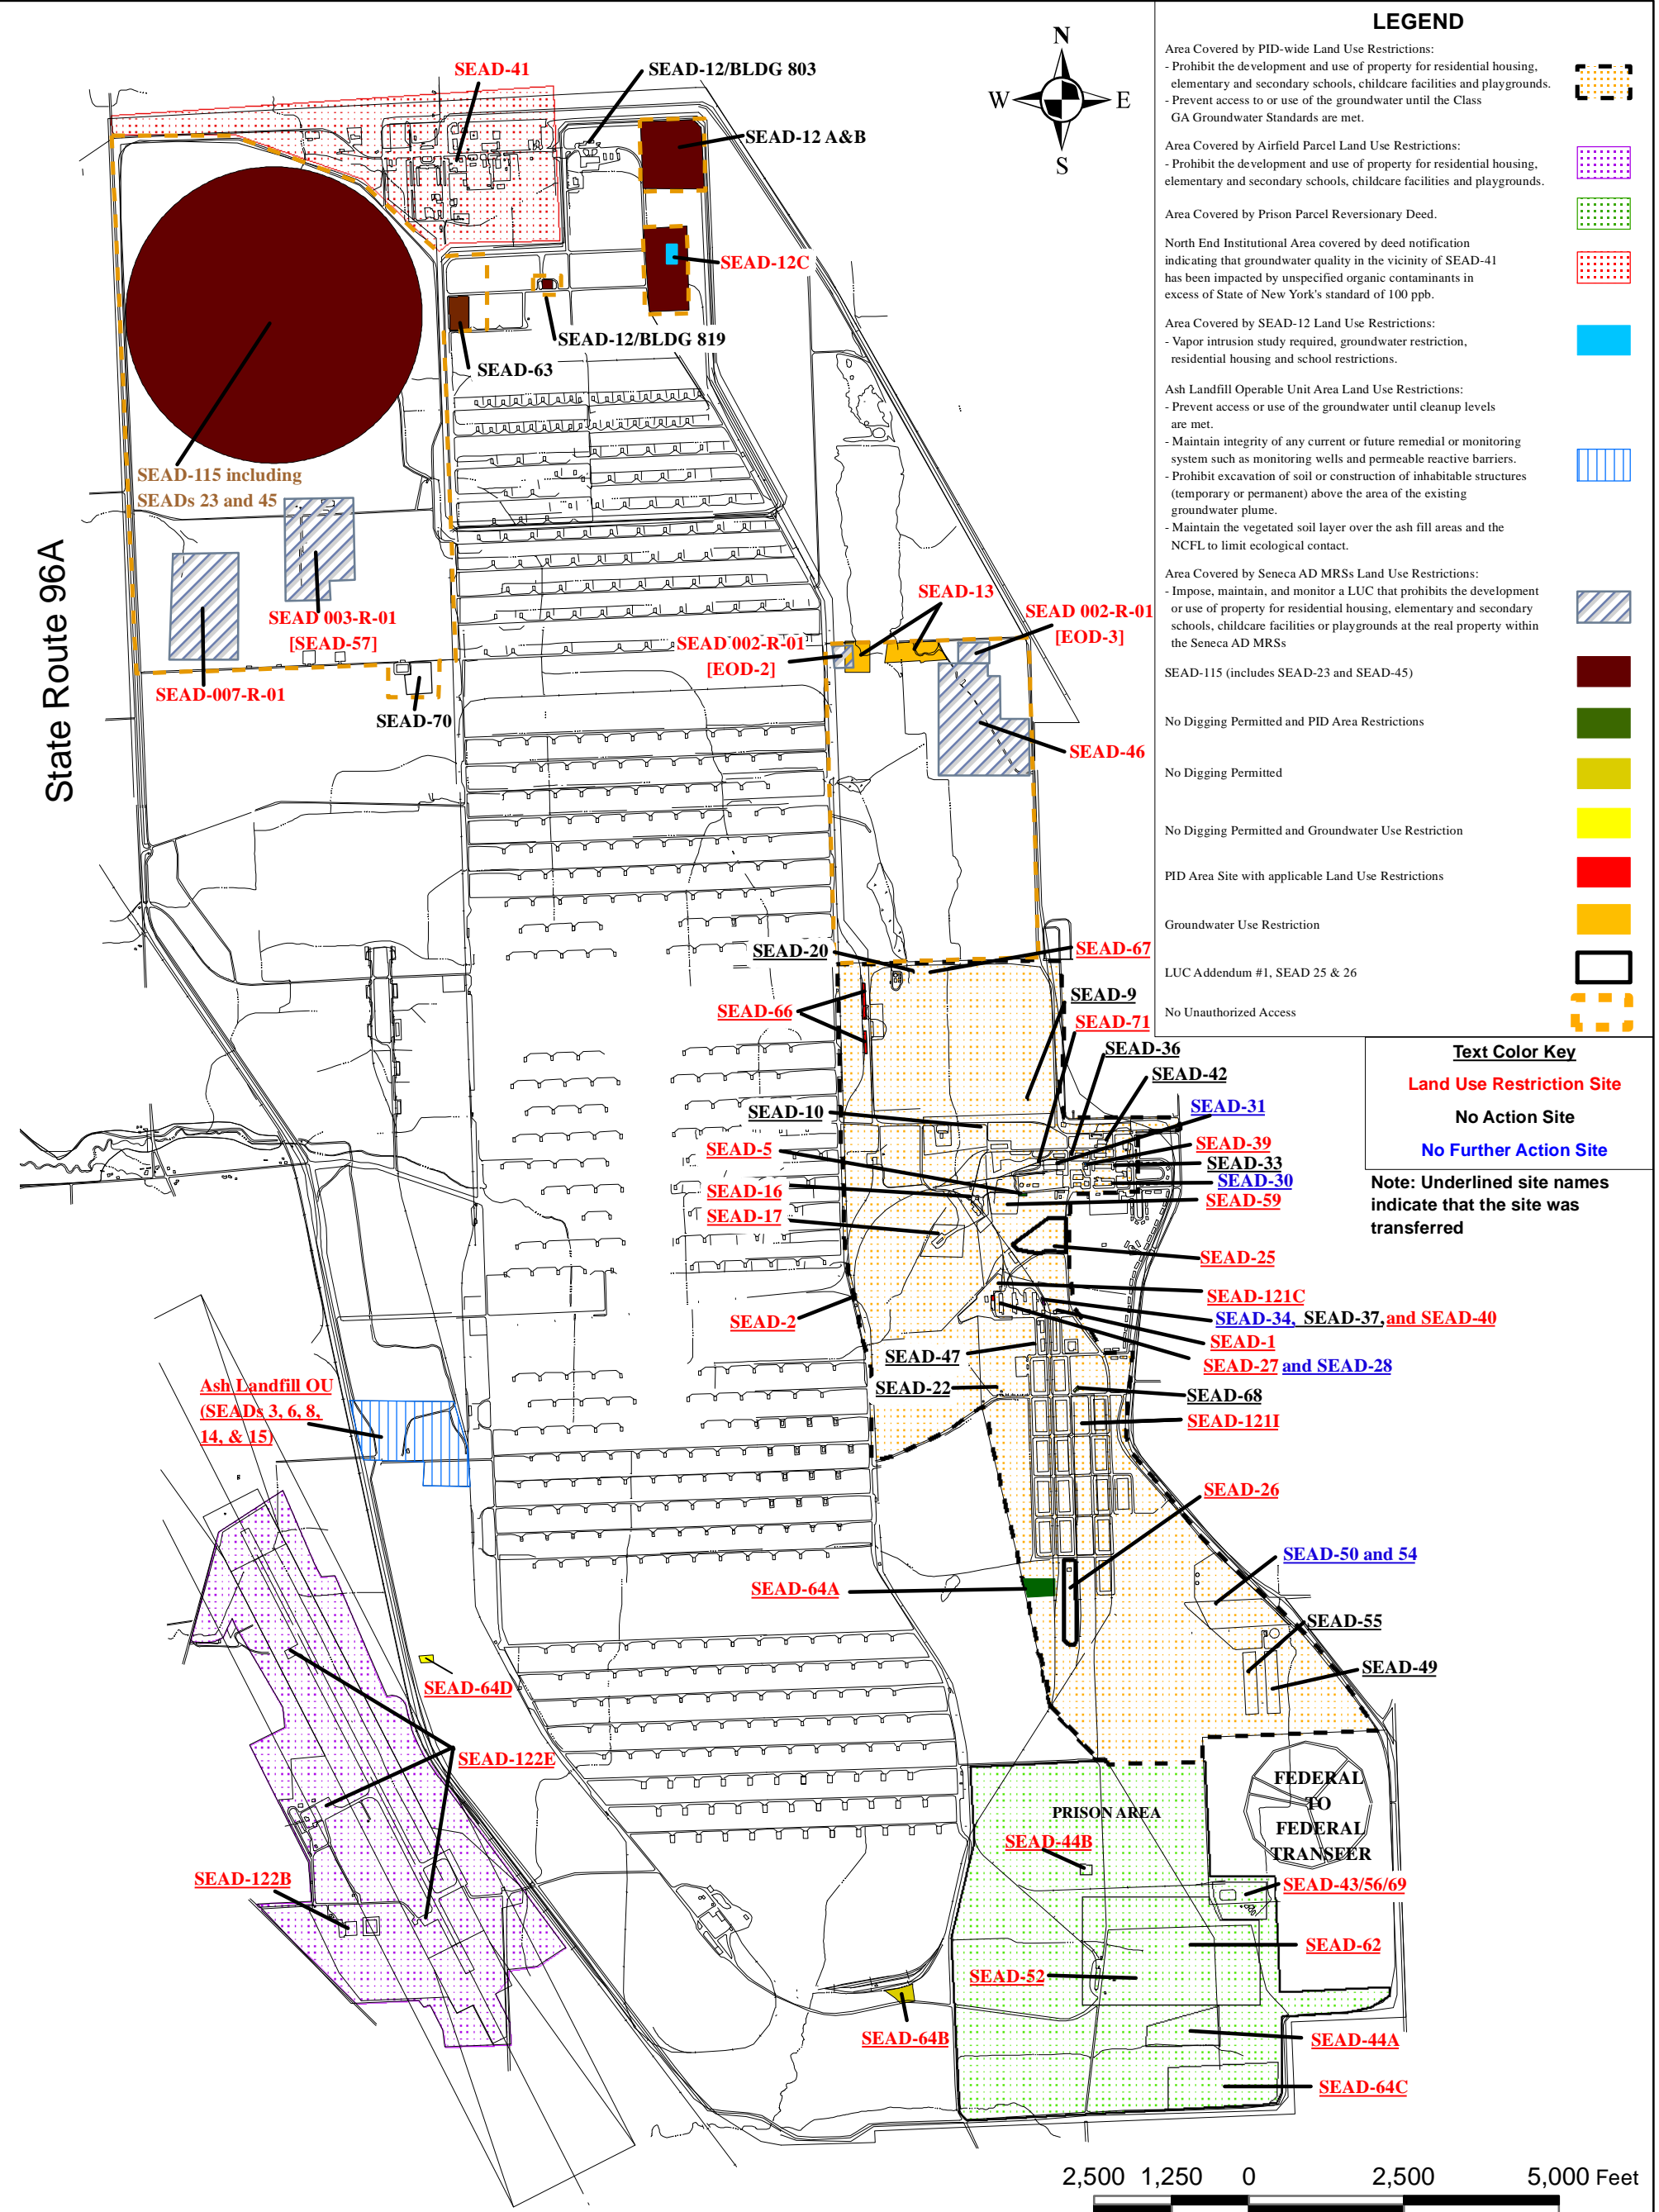 LEGEND
Area Covered by PID-wide Land Use Restrictions:
- Prohibit the development and use of property for residential housing,
elementary and secondary schools, childcare facilities and playgrounds.
- Prevent access to or use of the groundwater until the Class
GA Groundwater Standards are met.
Area Covered by Airfield Parcel Land Use Restrictions:
- Prohibit the development and use of property for residential housing,
elementary and secondary schools, childcare facilities and playgrounds.
Area Covered by Prison Parcel Reversionary Deed.
North End Institutional Area covered by deed notification
indicating that groundwater quality in the vicinity of SEAD-41
has been impacted by unspecified organic contaminants in
excess of State of New York's standard of 100 ppb.
Area Covered by SEAD-12 Land Use Restrictions:
- Vapor intrusion study required, groundwater restriction,
residential housing and school restrictions.
Ash Landfill Operable Unit Area Land Use Restrictions:
- Prevent access or use of the groundwater until cleanup levels
are met.
- Maintain integrity of any current or future remedial or monitoring
system such as monitoring wells and permeable reactive barriers.
- Prohibit excavation of soil or construction of inhabitable structures
(temporary or permanent) above the area of the existing
groundwater plume.
- Maintain the vegetated soil layer over the ash fill areas and the
NCFL to limit ecological contact.
Area Covered by Seneca AD MRSs Land Use Restrictions:
- Impose, maintain, and monitor a LUC that prohibits the development
or use of property for residential housing, elementary and secondary
schools, childcare facilities or playgrounds at the real property within
the Seneca AD MRSs
SEAD-115 (includes SEAD-23 and SEAD-45)
No Digging Permitted and PID Area Restrictions
No Digging Permitted
No Digging Permitted and Groundwater Use Restriction
PID Area Site with applicable Land Use Restrictions
Groundwater Use Restriction
LUC Addendum #1, SEAD 25 & 26
No Unauthorized Access
Text Color Key
Land Use Restriction Site
No Action Site
No Further Action Site
Note: Underlined site names
indicate that the site was
transferred
N
W
E
S
State Route 96A
SEAD-41
SEAD-12/BLDG 803
SEAD-12 A&B
SEAD-12C
SEAD-12/BLDG 819
SEAD-63
SEAD-115 including
SEADs 23 and 45
SEAD 003-R-01
[SEAD-57]
SEAD-007-R-01
SEAD-70
SEAD-13
SEAD 002-R-01
[EOD-3]
SEAD 002-R-01
[EOD-2]
SEAD-46
SEAD-20
SEAD-67
SEAD-66
SEAD-9
SEAD-71
SEAD-36
SEAD-42
SEAD-10
SEAD-31
SEAD-5
SEAD-39
SEAD-33
SEAD-30
SEAD-16
SEAD-59
SEAD-17
SEAD-25
SEAD-121C
SEAD-2
SEAD-34, SEAD-37, and SEAD-40
SEAD-1
SEAD-47
SEAD-27 and SEAD-28
SEAD-22
SEAD-68
SEAD-121I
Ash Landfill OU
(SEADs 3, 6, 8,
14, & 15)
SEAD-26
SEAD-50 and 54
SEAD-64A
SEAD-55
SEAD-49
SEAD-64D
SEAD-122E
FEDERAL
TO
FEDERAL
TRANSFER
PRISON AREA
SEAD-44B
SEAD-122B
SEAD-43/56/69
SEAD-62
SEAD-52
SEAD-64B
SEAD-44A
SEAD-64C
2,500 1,250 0 2,500 5,000 Feet